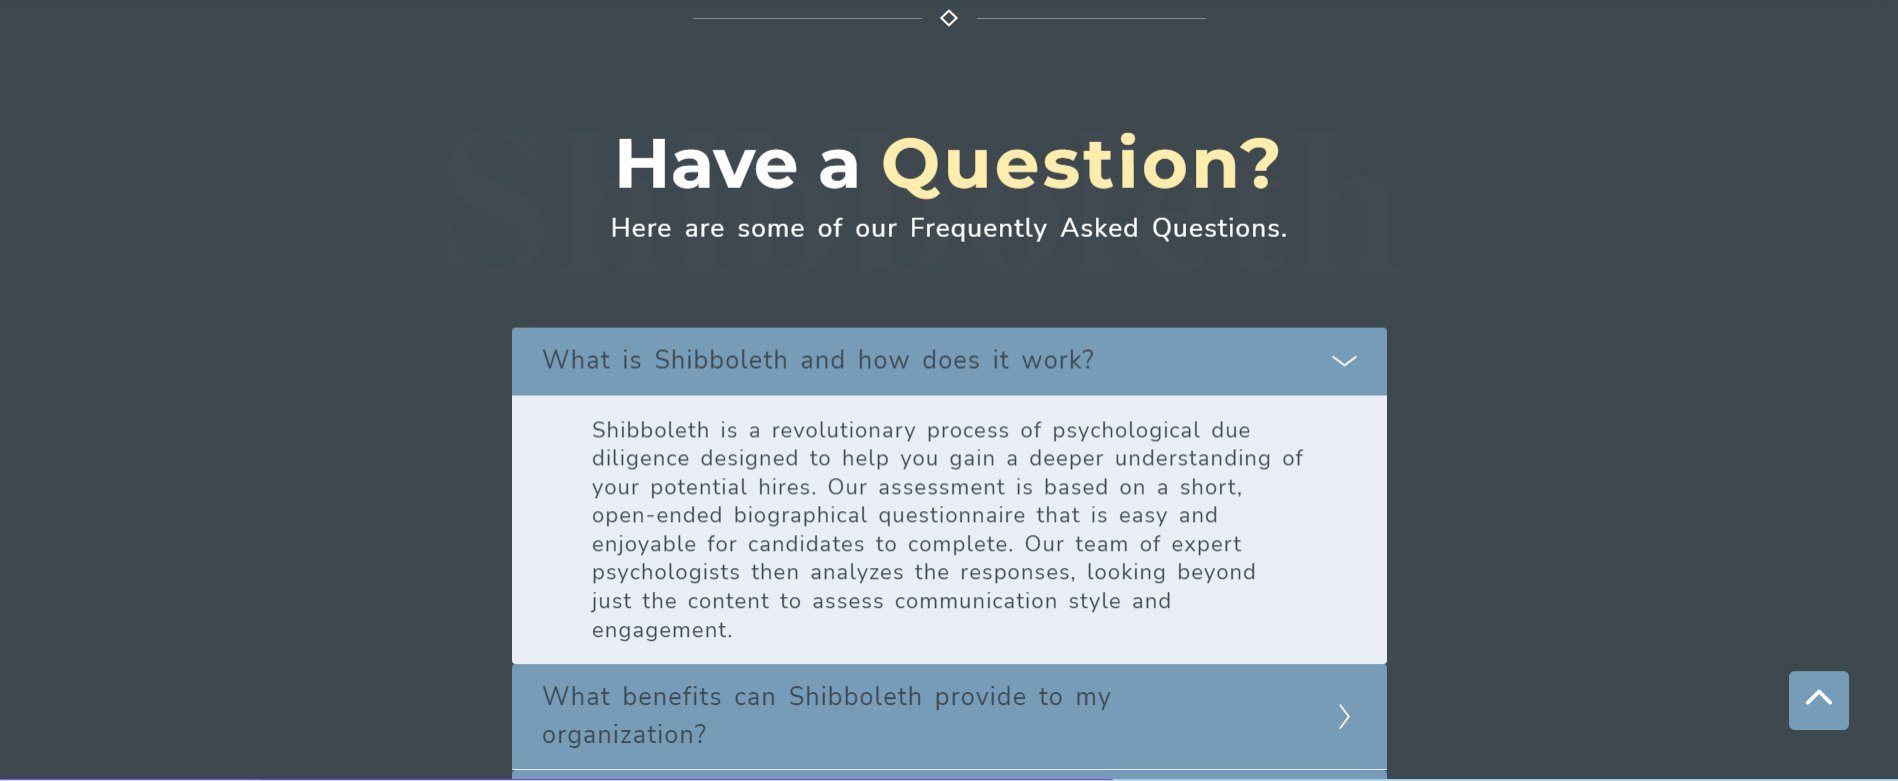 Shibboleth
Have a Question?
Here are some of our Frequently Asked Questions.
What is Shibboleth and how does it work?
Shibboleth is a revolutionary process of psychological due
diligence designed to help you gain a deeper understanding of
your potential hires. Our assessment is based on a short,
open-ended biographical questionnaire that is easy and
enjoyable for candidates to complete. Our team of expert
psychologists then analyzes the responses, looking beyond
just the content to assess communication style and
engagement.
What benefits can Shibboleth provide to my
organization?